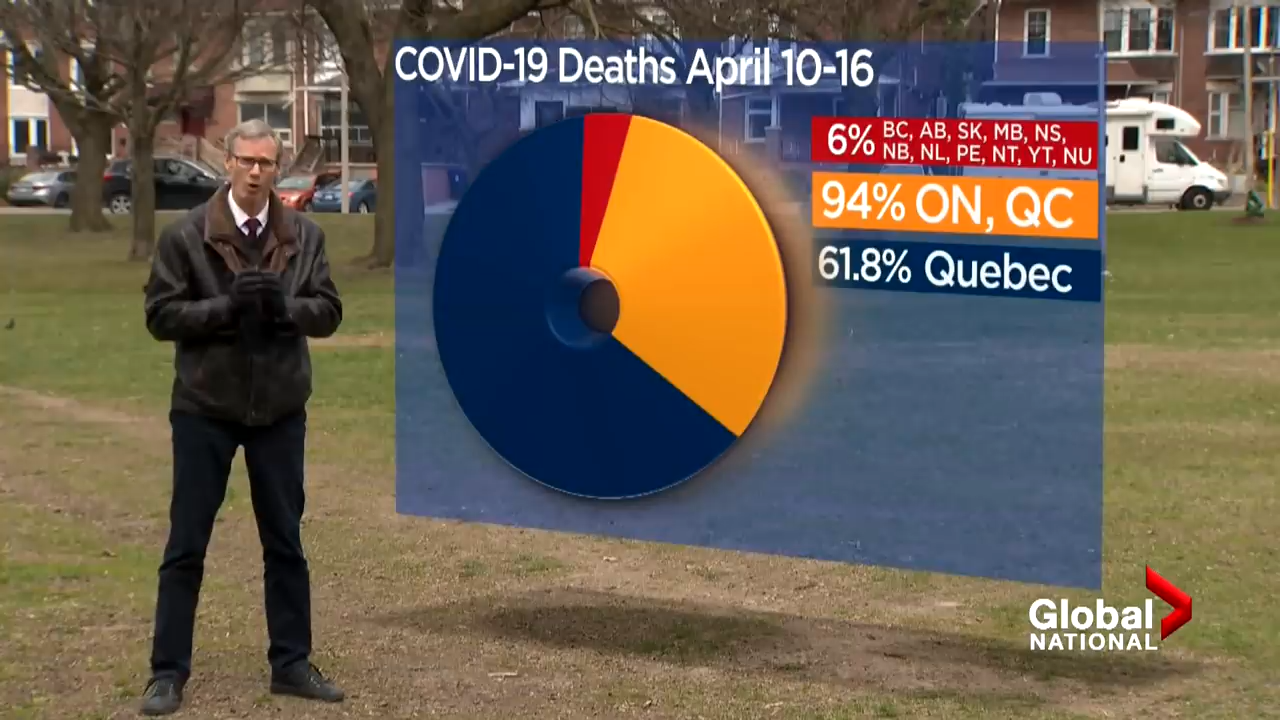 COVID-19 Deaths April 10-16
6% BC, AB, SK, MB, NS,
NB, NL, PE, NT, YT, NU
94% ON, QC
61.8% Quebec
Global
NATIONAL